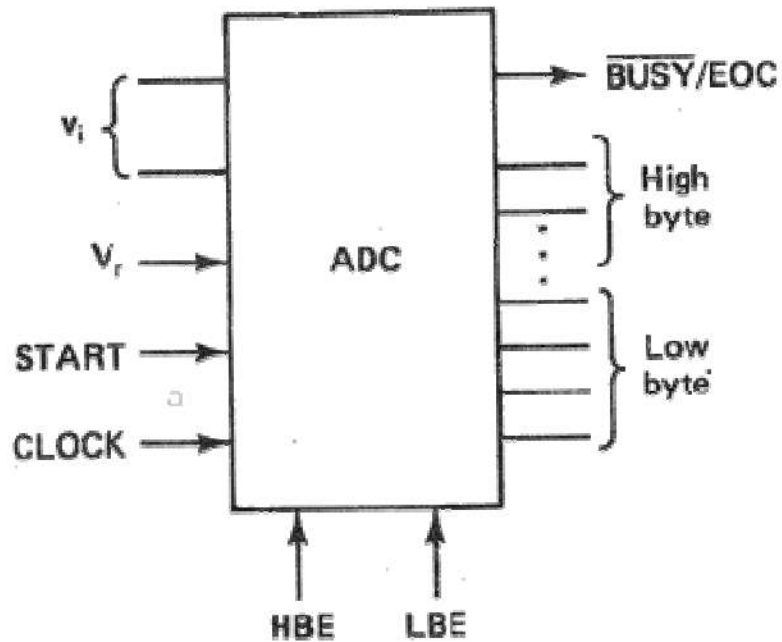 BUSY/EOC
vi
High
byte
Vr
ADC
START
Low
byte
CLOCK
HBE
LBE